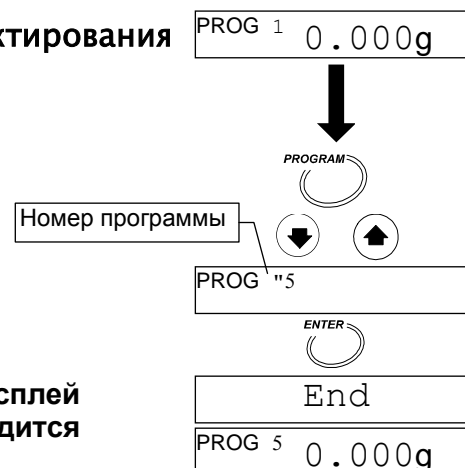 ктирования
PROG 1 0.000g
PROGRAM
Номер программы
PROG "5
ENTER
End
сплей
дится
PROG 5 0.000g